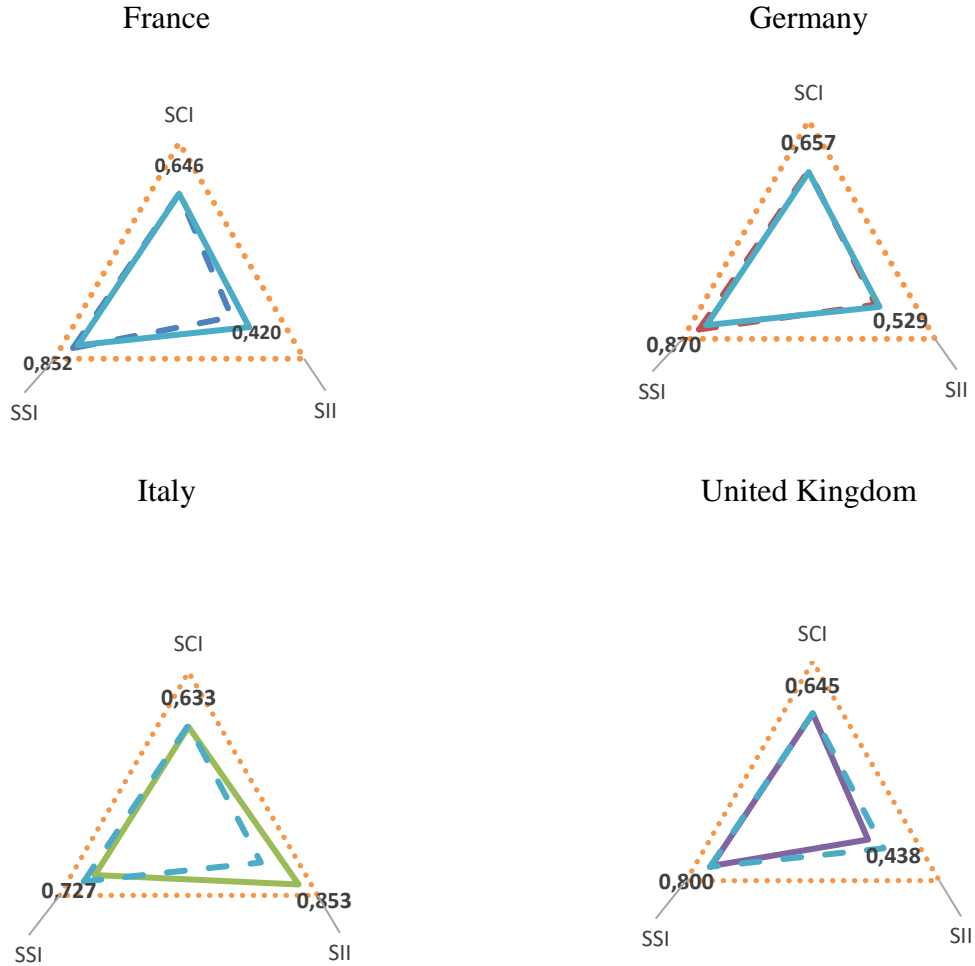 France
SCI
0,646
0,420
0,852
SSI
SII
Germany
SCI
0,657
0,529
0,870
SSI
SII
Italy
SCI
0,633
0,727
0,853
SSI
SII
United Kingdom
SCI
0,645
0,438
0,800
SSI
SII